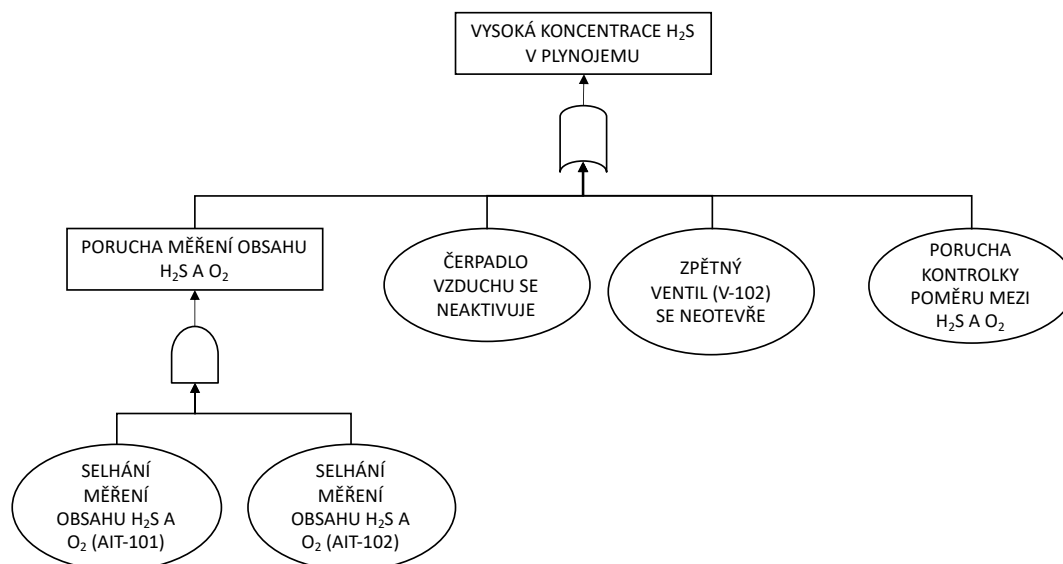 VYSOKÁ KONCENTRACE H₂S
V PLYNOJEMU
PORUCHA MĚŘENÍ OBSAHU
H₂S A O₂
ČERPADLO
VZDUCHU SE
NEAKTIVUJE
ZPĚTNÝ
VENTIL (V-102)
SE NEOTEVŘE
PORUCHA
KONTROLKY
POMĚRU MEZI
H₂S A O₂
SELHÁNÍ
MĚŘENÍ
OBSAHU H₂S A
O₂ (AIT-101)
SELHÁNÍ
MĚŘENÍ
OBSAHU H₂S A
O₂ (AIT-102)